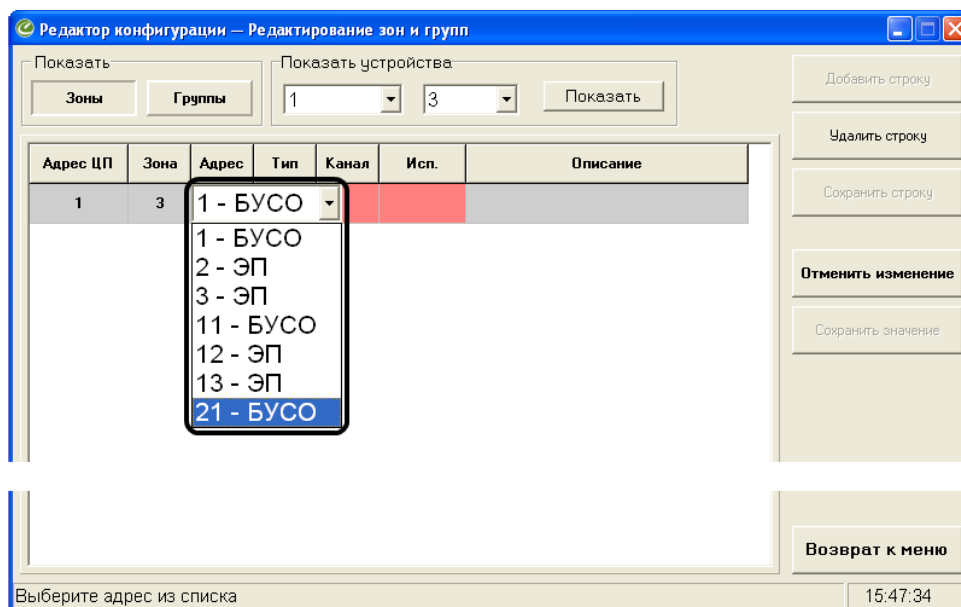 Редактор конфигурации — Редактирование зон и групп
Показать
Показать устройства
Зоны
Группы
1
3
Показать
Добавить строку
Удалить строку
Сохранить строку
Отменить изменение
Сохранить значение
Адрес ЦП Зона Адрес Тип Канал Исп. Описание
1 3 1 - БУСО
1 - БУСО
2 - ЭП
3 - ЭП
11 - БУСО
12 - ЭП
13 - ЭП
21 - БУСО
Возврат к меню
Выберите адрес из списка
15:47:34